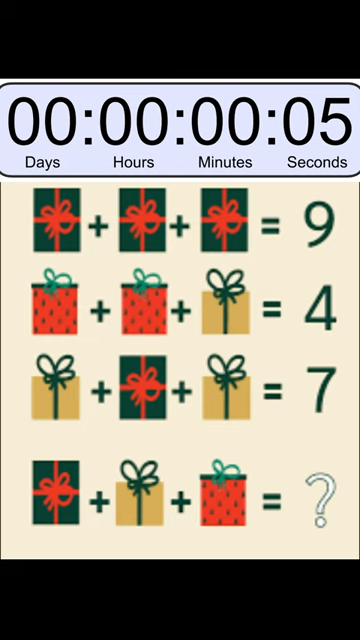 00:00:00:05
Days Hours Minutes Seconds
+ + = 9
+ + = 4
+ + = 7
+ + = ?